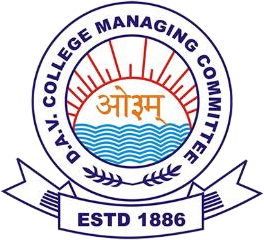 D.A.V. COLLEGE MANAGING COMMITTEE
ओ३म्
ESTD 1886